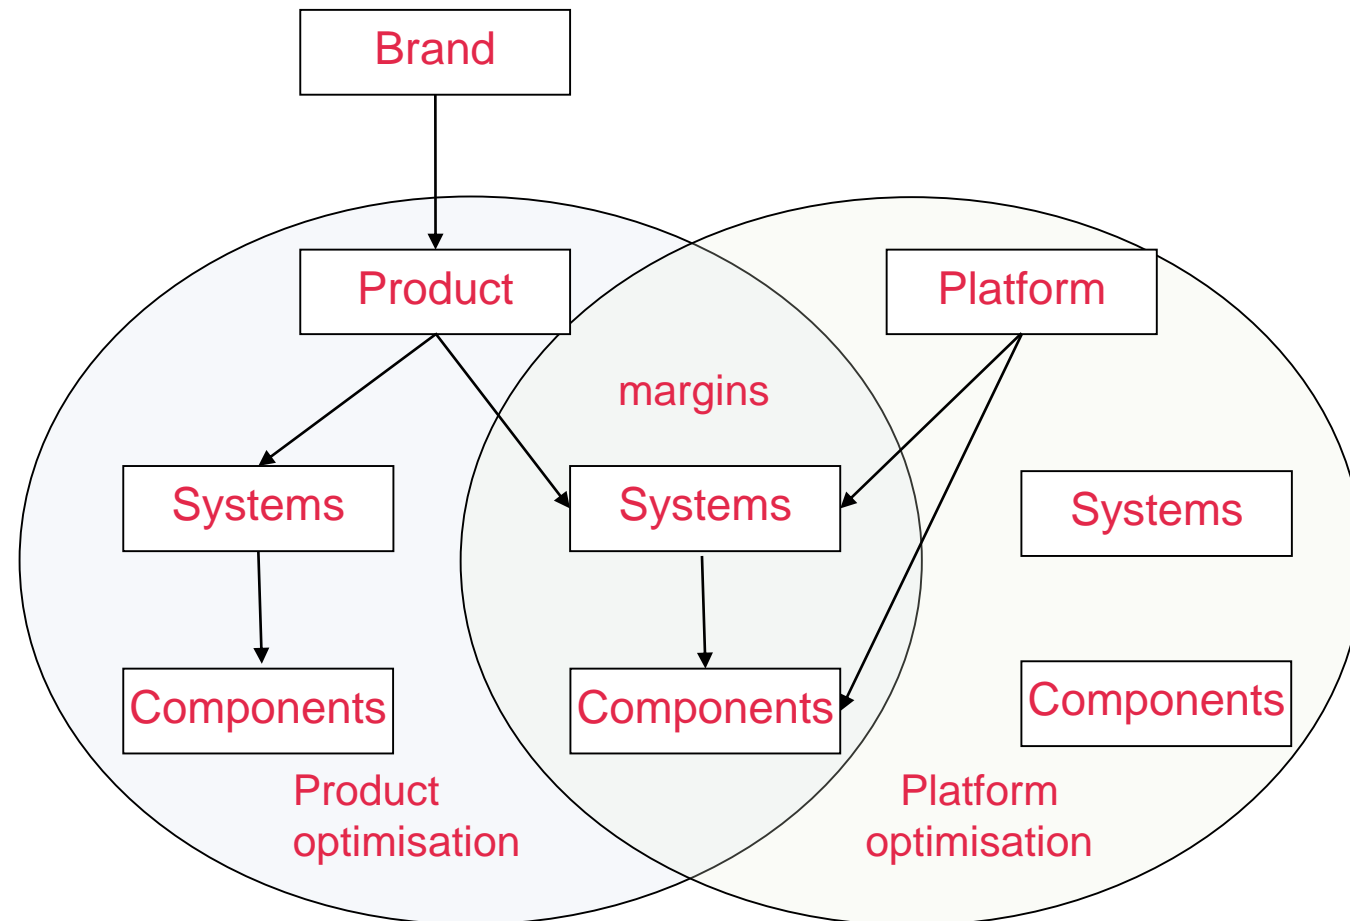 Brand
Product
Platform
margins
Systems
Systems
Systems
Components
Components
Components
Product
optimisation
Platform
optimisation